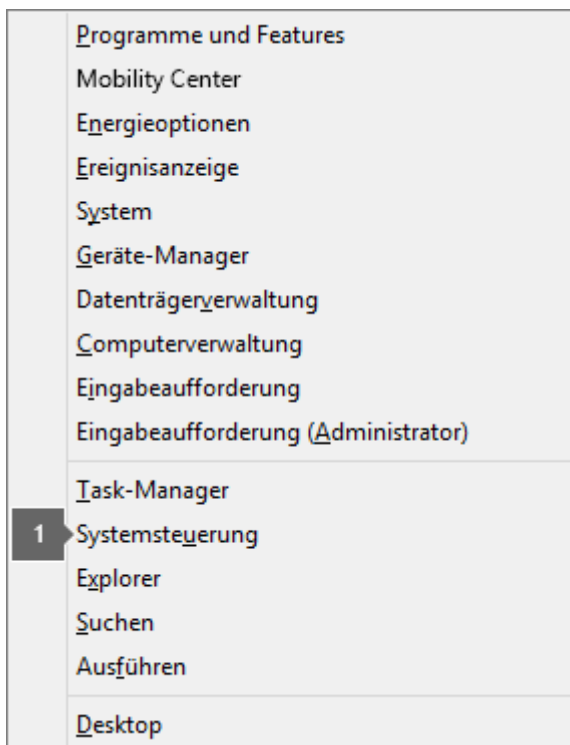 Programme und Features
Mobility Center
Energieoptionen
Ereignisanzeige
System
Geräte-Manager
Datenträgerverwaltung
Computerverwaltung
Eingabeaufforderung
Eingabeaufforderung (Administrator)
Task-Manager
1 Systemsteuerung
Explorer
Suchen
Ausführen
Desktop